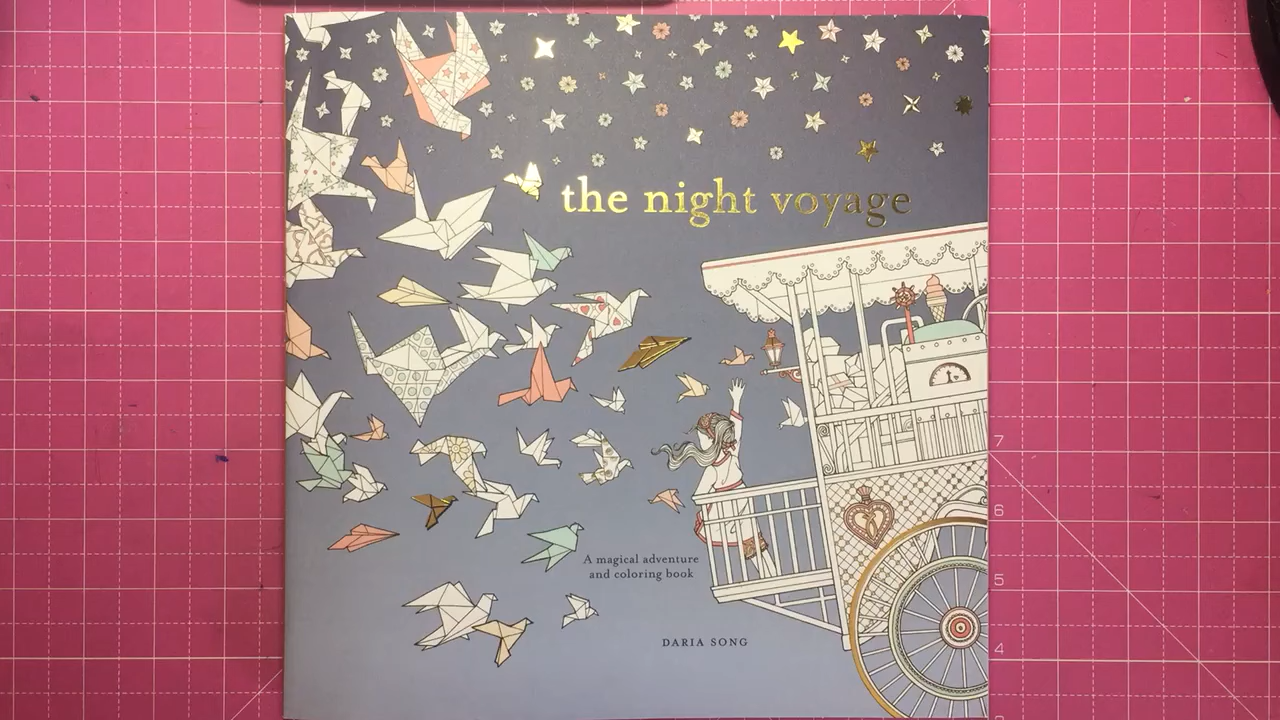 the night voyage
A magical adventure
and coloring book
DARIA SONG
7
6
5
4